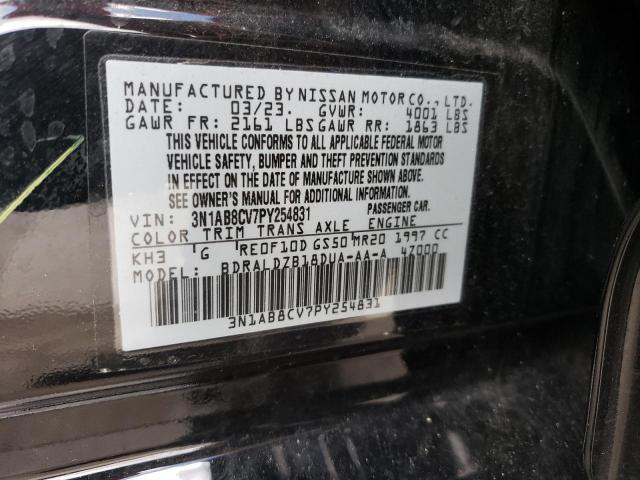 MANUFACTURED BY NISSAN MOTOR CO., LTD.
DATE: 03/23. GVWR: 4001 LBS
GAWR FR: 2161 LBS GAWR RR: 1863 LBS
THIS VEHICLE CONFORMS TO ALL APPLICABLE FEDERAL MOTOR
VEHICLE SAFETY, BUMPER AND THEFT PREVENTION STANDARDS
IN EFFECT ON THE DATE OF MANUFACTURE SHOWN ABOVE.
SEE OWNER'S MANUAL FOR ADDITIONAL INFORMATION.
VIN: 3N1AB8CV7PY254831 PASSENGER CAR.
COLOR TRIM TRANS AXLE ENGINE
KH3 G RE0F10D GS50 MR20 1997 CC
MODEL: BDRALDZB18DUA-AA-A 47000
3N1AB8CV7PY254831